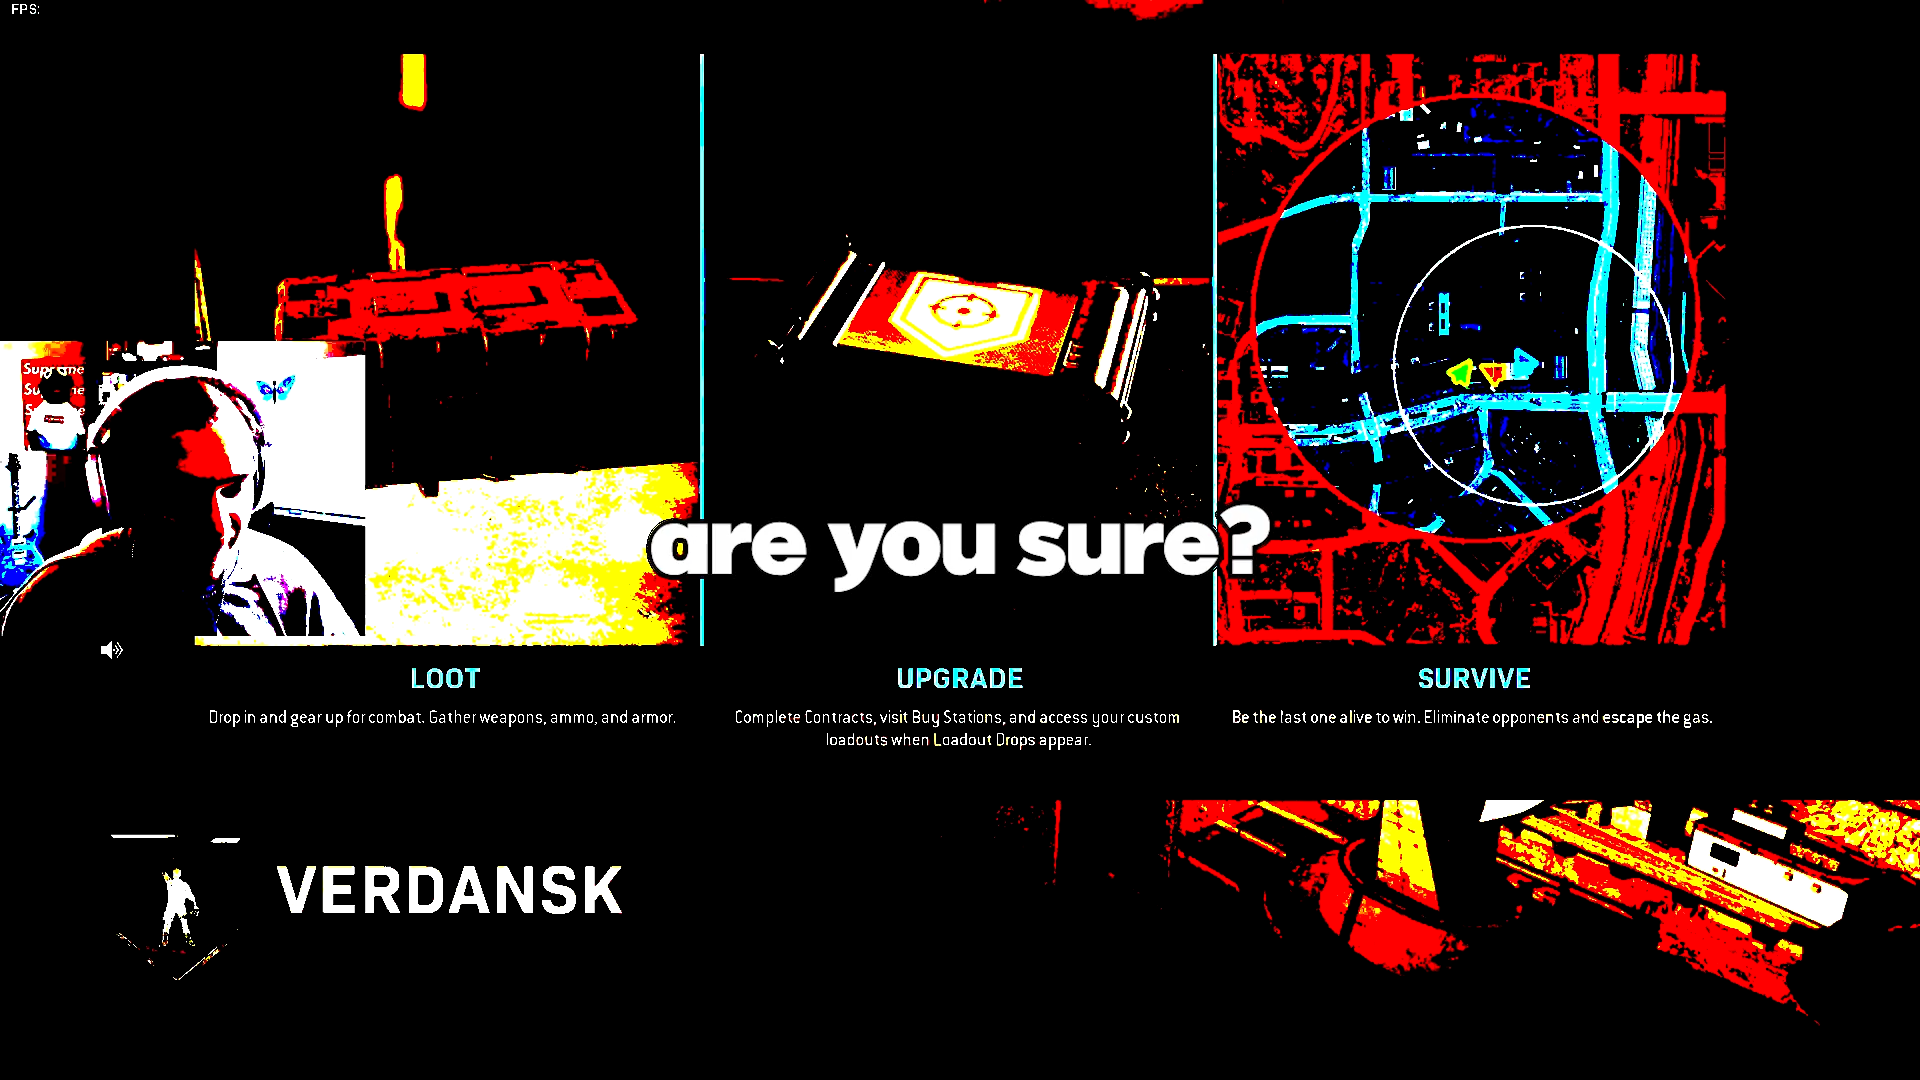 FPS:
Supreme
are you sure?
LOOT
Drop in and gear up for combat. Gather weapons, ammo, and armor.
UPGRADE
Complete Contracts, visit Buy Stations, and access your custom
loadouts when Loadout Drops appear.
SURVIVE
Be the last one alive to win. Eliminate opponents and escape the gas.
VERDANSK